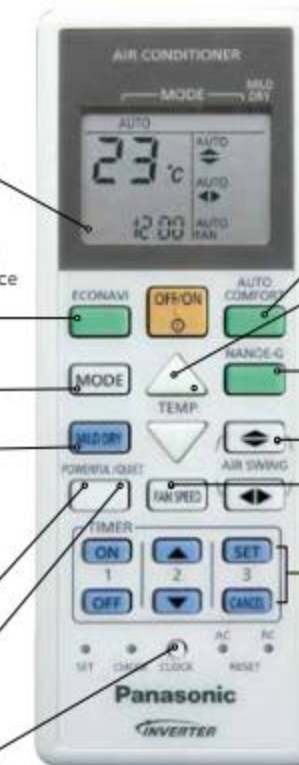 AIR CONDITIONER
MODE
MILD DRY
AUTO
23 °C
AUTO
AUTO
12:00
AUTO FAN
ce
ECONAVI
OFF/ON
AUTO COMFORT
MODE
NANOE-G
TEMP.
MILD DRY
POWERFUL/QUIET
FAN SPEED
AIR SWING
TIMER
ON
SET
1
2
3
OFF
CANCEL
SET
CHECK
CLOCK
AC
RC
RESET
Panasonic
INVERTER